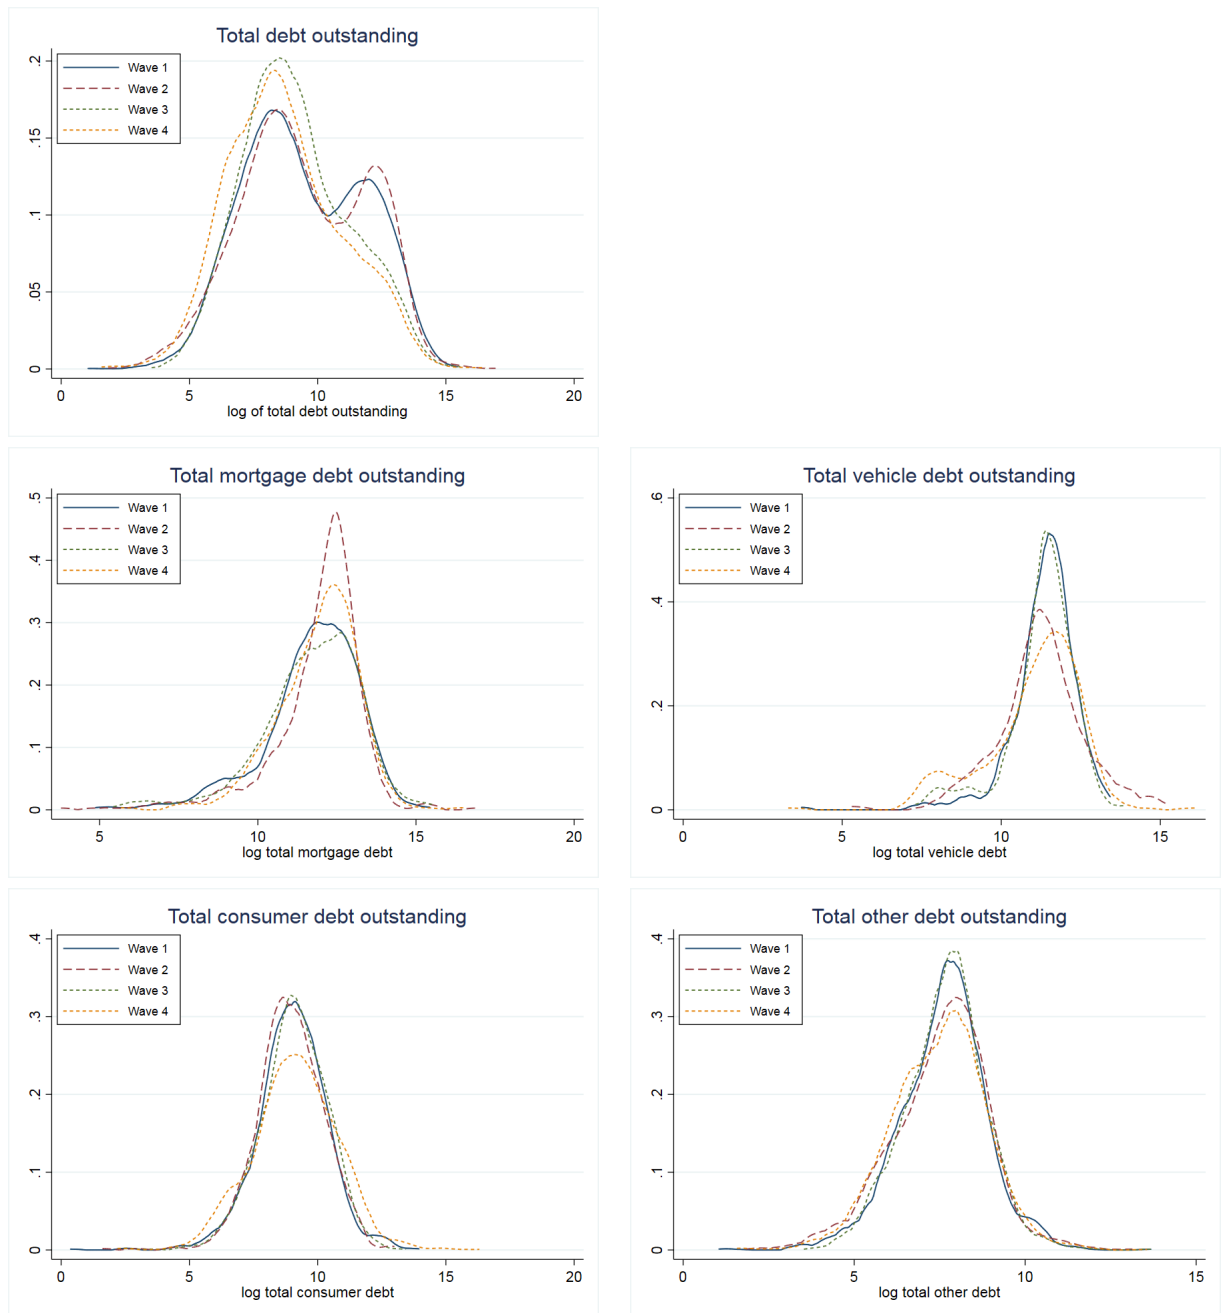 Total debt outstanding
Wave 1
Wave 2
Wave 3
Wave 4
.2
.15
.1
.05
0
0 5 10 15 20
log of total debt outstanding
Total mortgage debt outstanding
Wave 1
Wave 2
Wave 3
Wave 4
.5
.4
.3
.2
.1
0
5 10 15 20
log total mortgage debt
Total vehicle debt outstanding
Wave 1
Wave 2
Wave 3
Wave 4
.6
.4
.2
0
0 5 10 15
log total vehicle debt
Total consumer debt outstanding
Wave 1
Wave 2
Wave 3
Wave 4
.4
.3
.2
.1
0
0 5 10 15 20
log total consumer debt
Total other debt outstanding
Wave 1
Wave 2
Wave 3
Wave 4
.4
.3
.2
.1
0
0 5 10 15
log total other debt